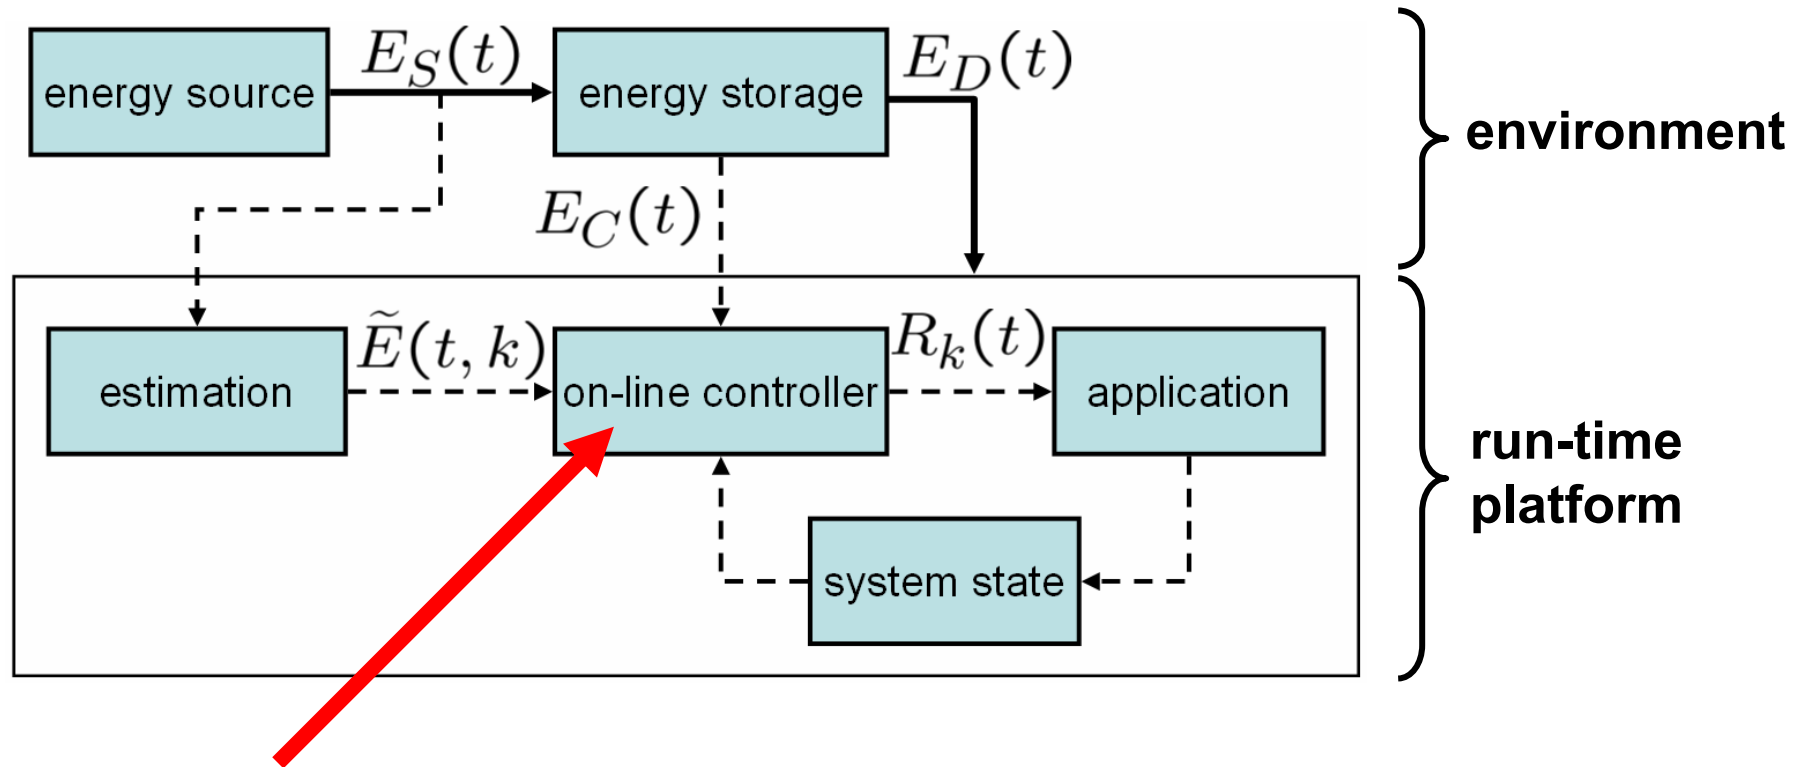 energy source
E_S(t)
energy storage
E_D(t)
environment
E_C(t)
estimation
Ẽ(t, k)
on-line controller
R_k(t)
application
run-time
platform
system state